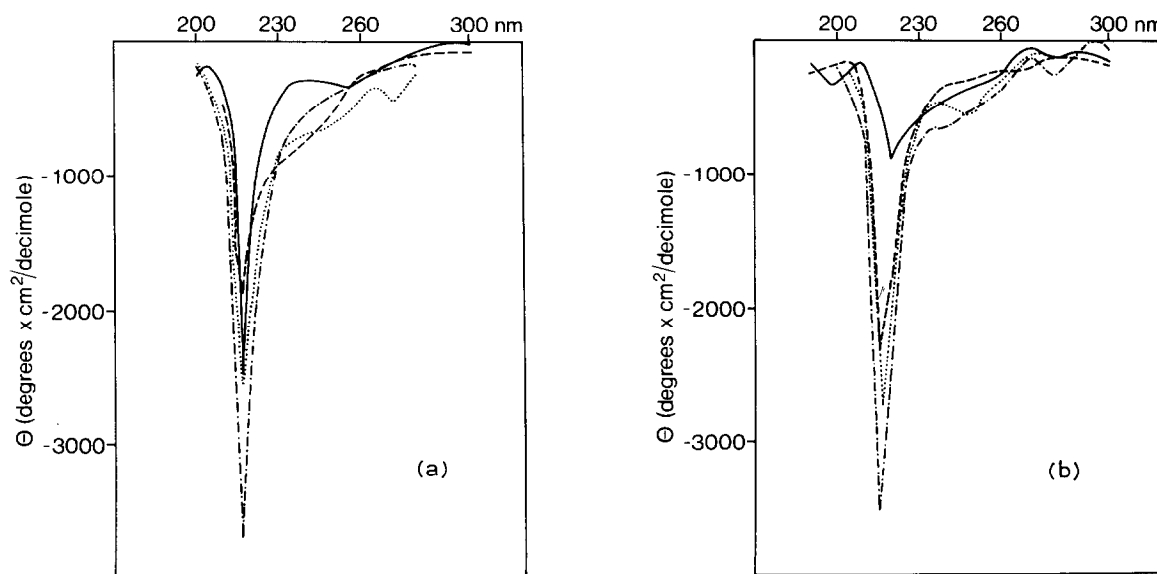 200 230 260 300 nm
-1000
-2000
-3000
Θ (degrees x cm²/decimole)
(a)
200 230 260 300 nm
-1000
-2000
-3000
Θ (degrees x cm²/decimole)
(b)